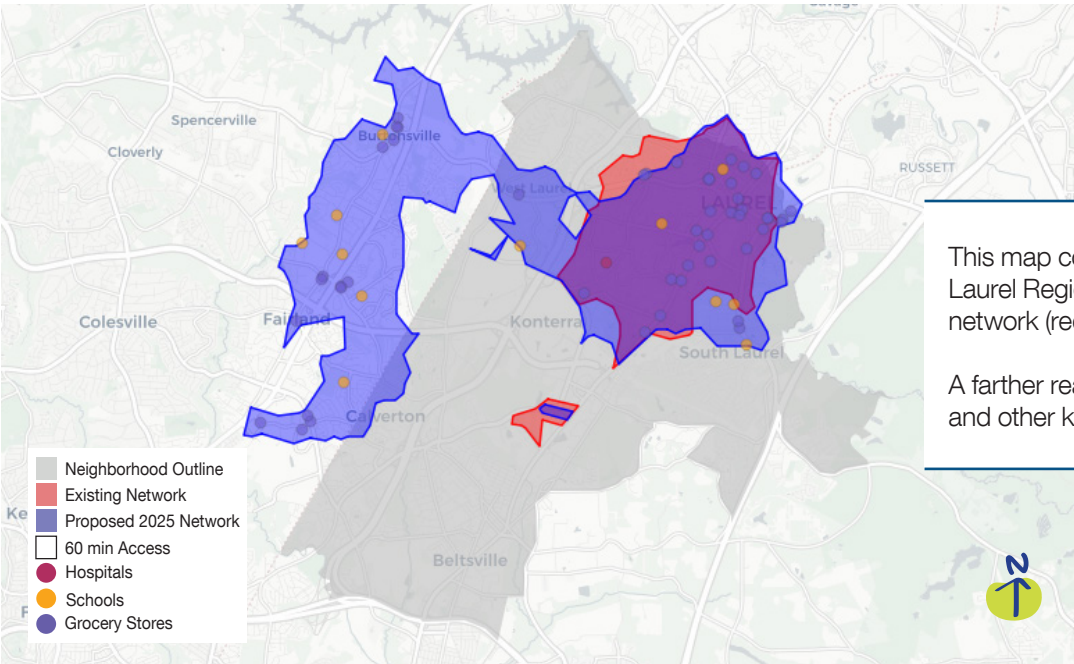 Spencerville
Cloverly
Burtonsville
RUSSETT
West Laurel
LAUREL
This map co
Laurel Regi
network (re
Colesville
Fairland
Konterra
South Laurel
A farther rea
and other k
Calverton
Neighborhood Outline
Existing Network
Proposed 2025 Network
60 min Access
Hospitals
Schools
Grocery Stores
Ke
F
Beltsville
N